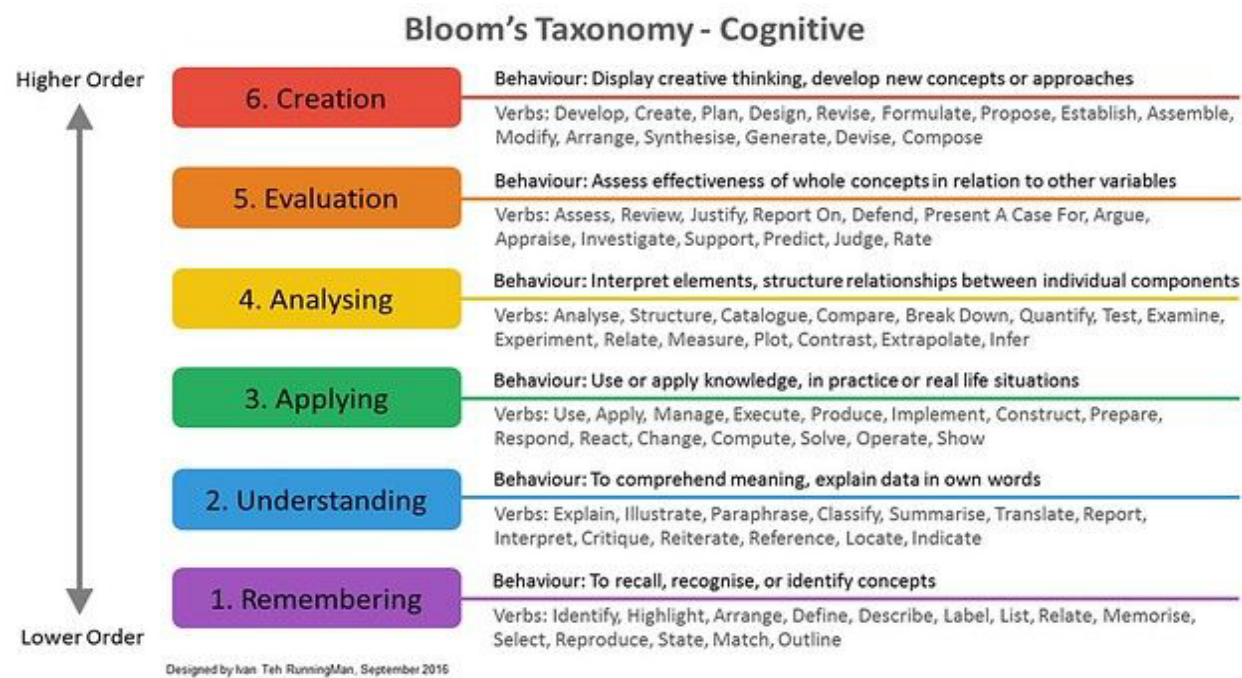 Bloom's Taxonomy - Cognitive
Higher Order
6. Creation
Behaviour: Display creative thinking, develop new concepts or approaches
Verbs: Develop, Create, Plan, Design, Revise, Formulate, Propose, Establish, Assemble,
Modify, Arrange, Synthesise, Generate, Devise, Compose
5. Evaluation
Behaviour: Assess effectiveness of whole concepts in relation to other variables
Verbs: Assess, Review, Justify, Report On, Defend, Present A Case For, Argue,
Appraise, Investigate, Support, Predict, Judge, Rate
4. Analysing
Behaviour: Interpret elements, structure relationships between individual components
Verbs: Analyse, Structure, Catalogue, Compare, Break Down, Quantify, Test, Examine,
Experiment, Relate, Measure, Plot, Contrast, Extrapolate, Infer
3. Applying
Behaviour: Use or apply knowledge, in practice or real life situations
Verbs: Use, Apply, Manage, Execute, Produce, Implement, Construct, Prepare,
Respond, React, Change, Compute, Solve, Operate, Show
2. Understanding
Behaviour: To comprehend meaning, explain data in own words
Verbs: Explain, Illustrate, Paraphrase, Classify, Summarise, Translate, Report,
Interpret, Critique, Reiterate, Reference, Locate, Indicate
1. Remembering
Behaviour: To recall, recognise, or identify concepts
Verbs: Identify, Highlight, Arrange, Define, Describe, Label, List, Relate, Memorise,
Select, Reproduce, State, Match, Outline
Lower Order
Designed by Ivan Teh RunningMan, September 2016